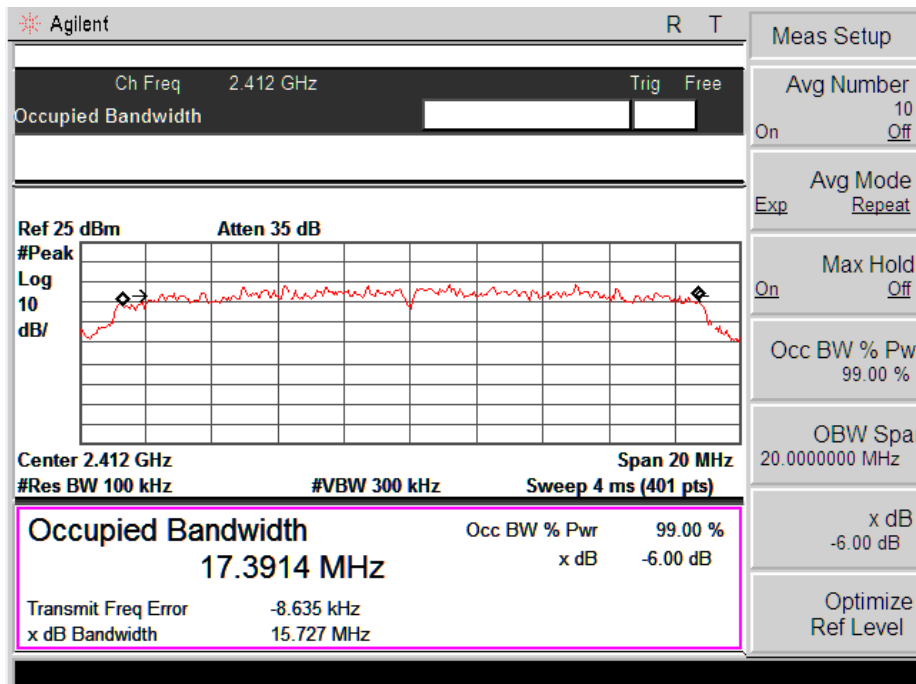 Agilent R T
Ch Freq 2.412 GHz Trig Free
Occupied Bandwidth
Ref 25 dBm Atten 35 dB
#Peak
Log
10
dB/
Center 2.412 GHz Span 20 MHz
#Res BW 100 kHz #VBW 300 kHz Sweep 4 ms (401 pts)
Occupied Bandwidth
17.3914 MHz
Occ BW % Pwr 99.00 %
x dB -6.00 dB
Transmit Freq Error -8.635 kHz
x dB Bandwidth 15.727 MHz
Meas Setup
Avg Number
10
On Off
Avg Mode
Exp Repeat
Max Hold
On Off
Occ BW % Pw
99.00 %
OBW Spa
20.0000000 MHz
x dB
-6.00 dB
Optimize
Ref Level